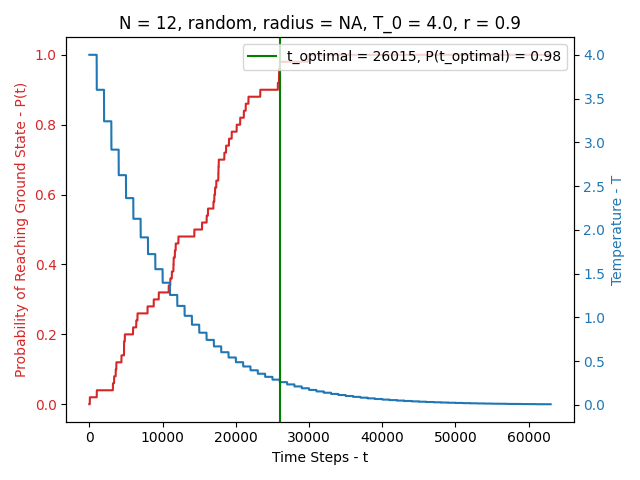 N = 12, random, radius = NA, T_0 = 4.0, r = 0.9
t_optimal = 26015, P(t_optimal) = 0.98
Probability of Reaching Ground State - P(t)
1.0
0.8
0.6
0.4
0.2
0.0
4.0
3.5
3.0
2.5
2.0
1.5
1.0
0.5
0.0
Temperature - T
0 10000 20000 30000 40000 50000 60000
Time Steps - t